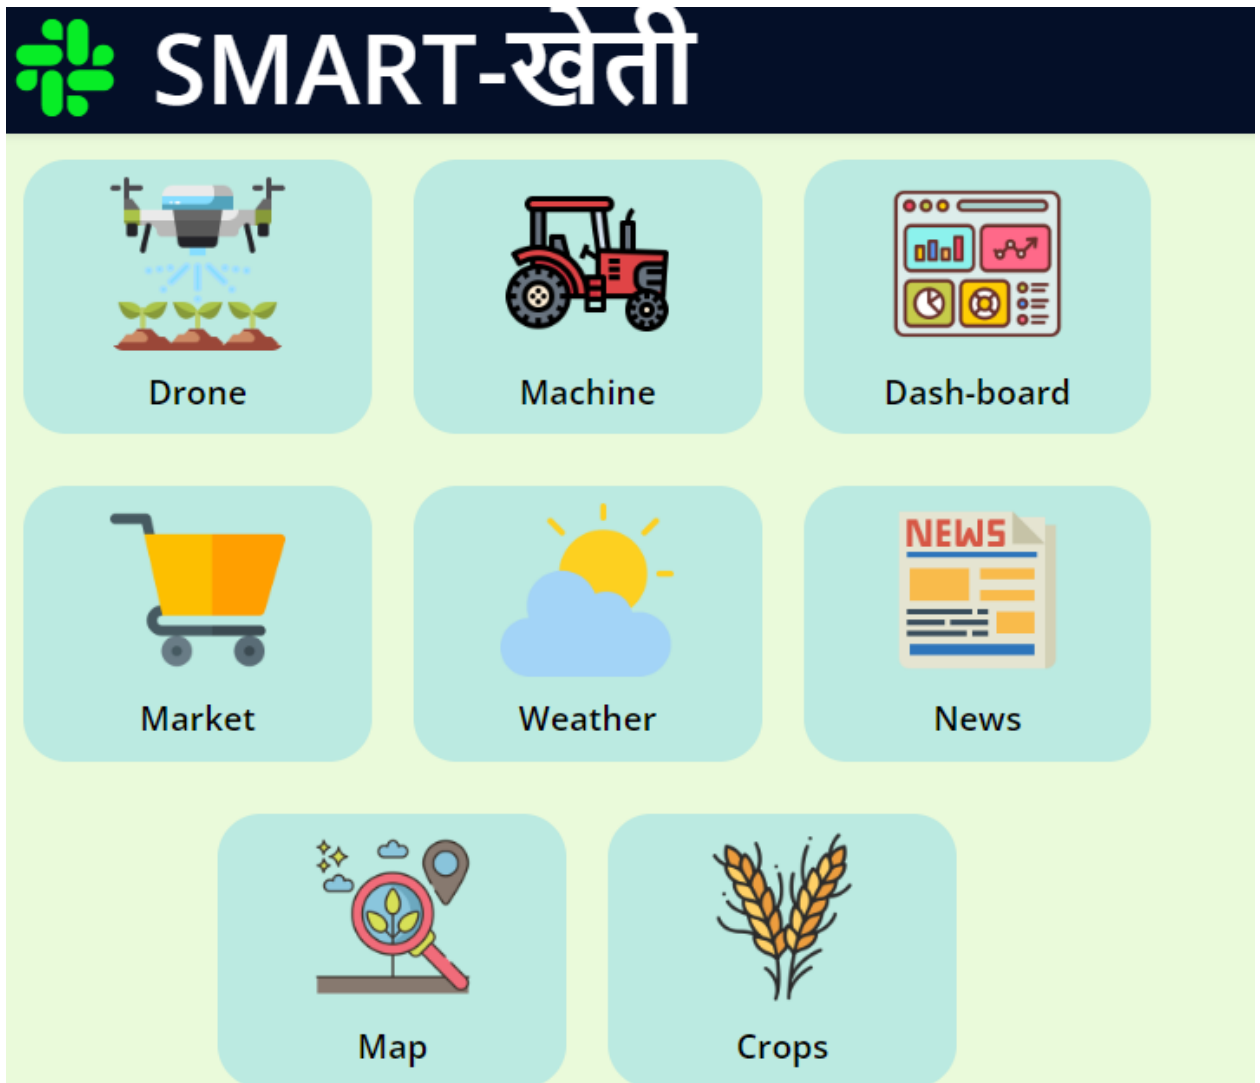 SMART-खेती
Drone
Machine
Dash-board
NEWS
Market
Weather
News
Map
Crops